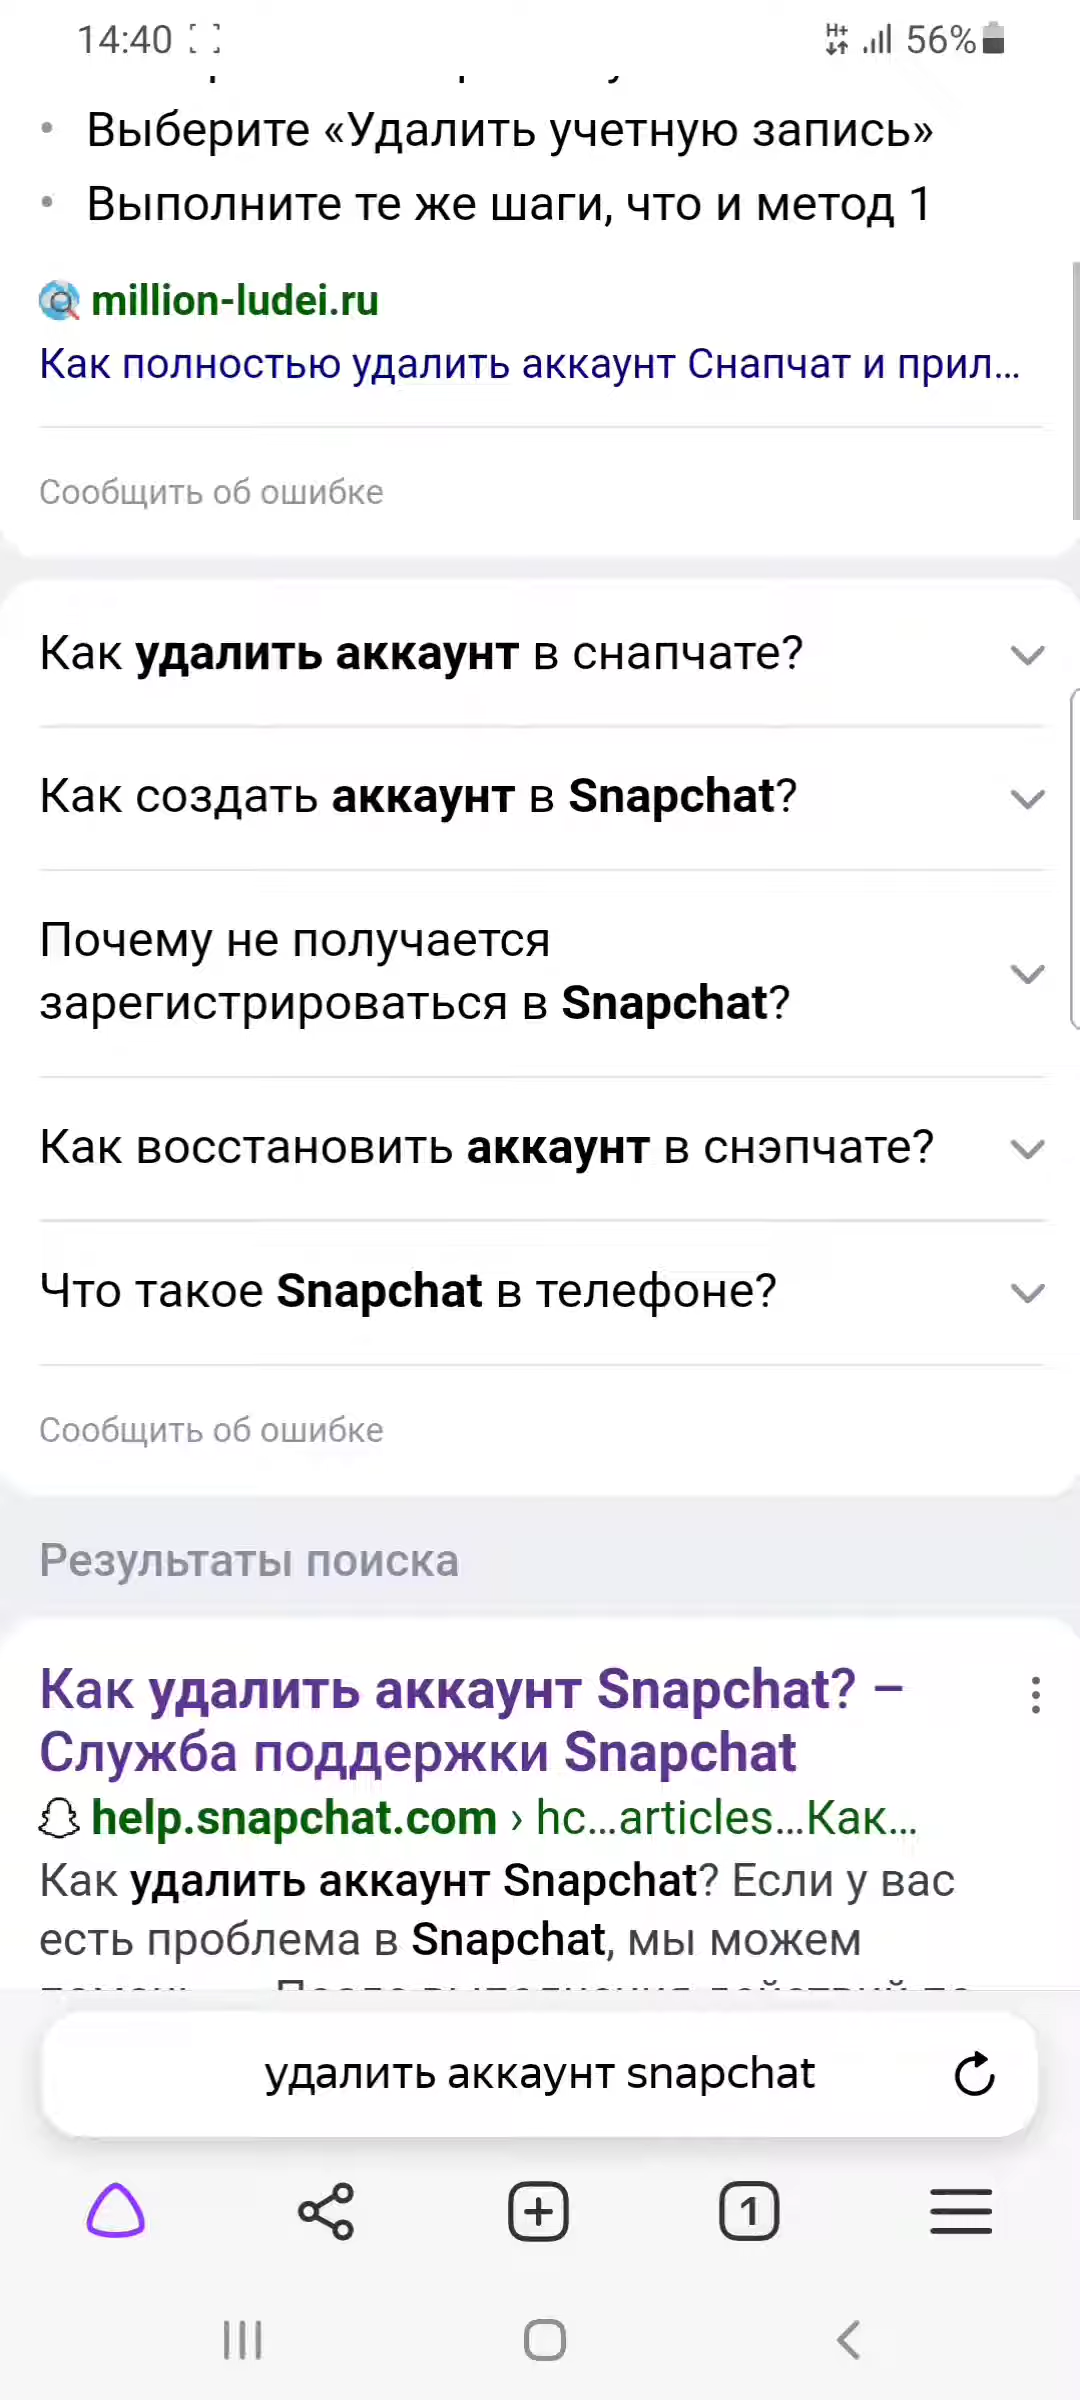 14:40 H+ 56%
Выберите «Удалить учетную запись»
Выполните те же шаги, что и метод 1
million-ludei.ru
Как полностью удалить аккаунт Снапчат и прил...
Сообщить об ошибке
Как удалить аккаунт в снапчате?
Как создать аккаунт в Snapchat?
Почему не получается
зарегистрироваться в Snapchat?
Как восстановить аккаунт в снэпчате?
Что такое Snapchat в телефоне?
Сообщить об ошибке
Результаты поиска
Как удалить аккаунт Snapchat? –
Служба поддержки Snapchat
help.snapchat.com › hc...articles...Как...
Как удалить аккаунт Snapchat? Если у вас
есть проблема в Snapchat, мы можем
удалить аккаунт snapchat
1